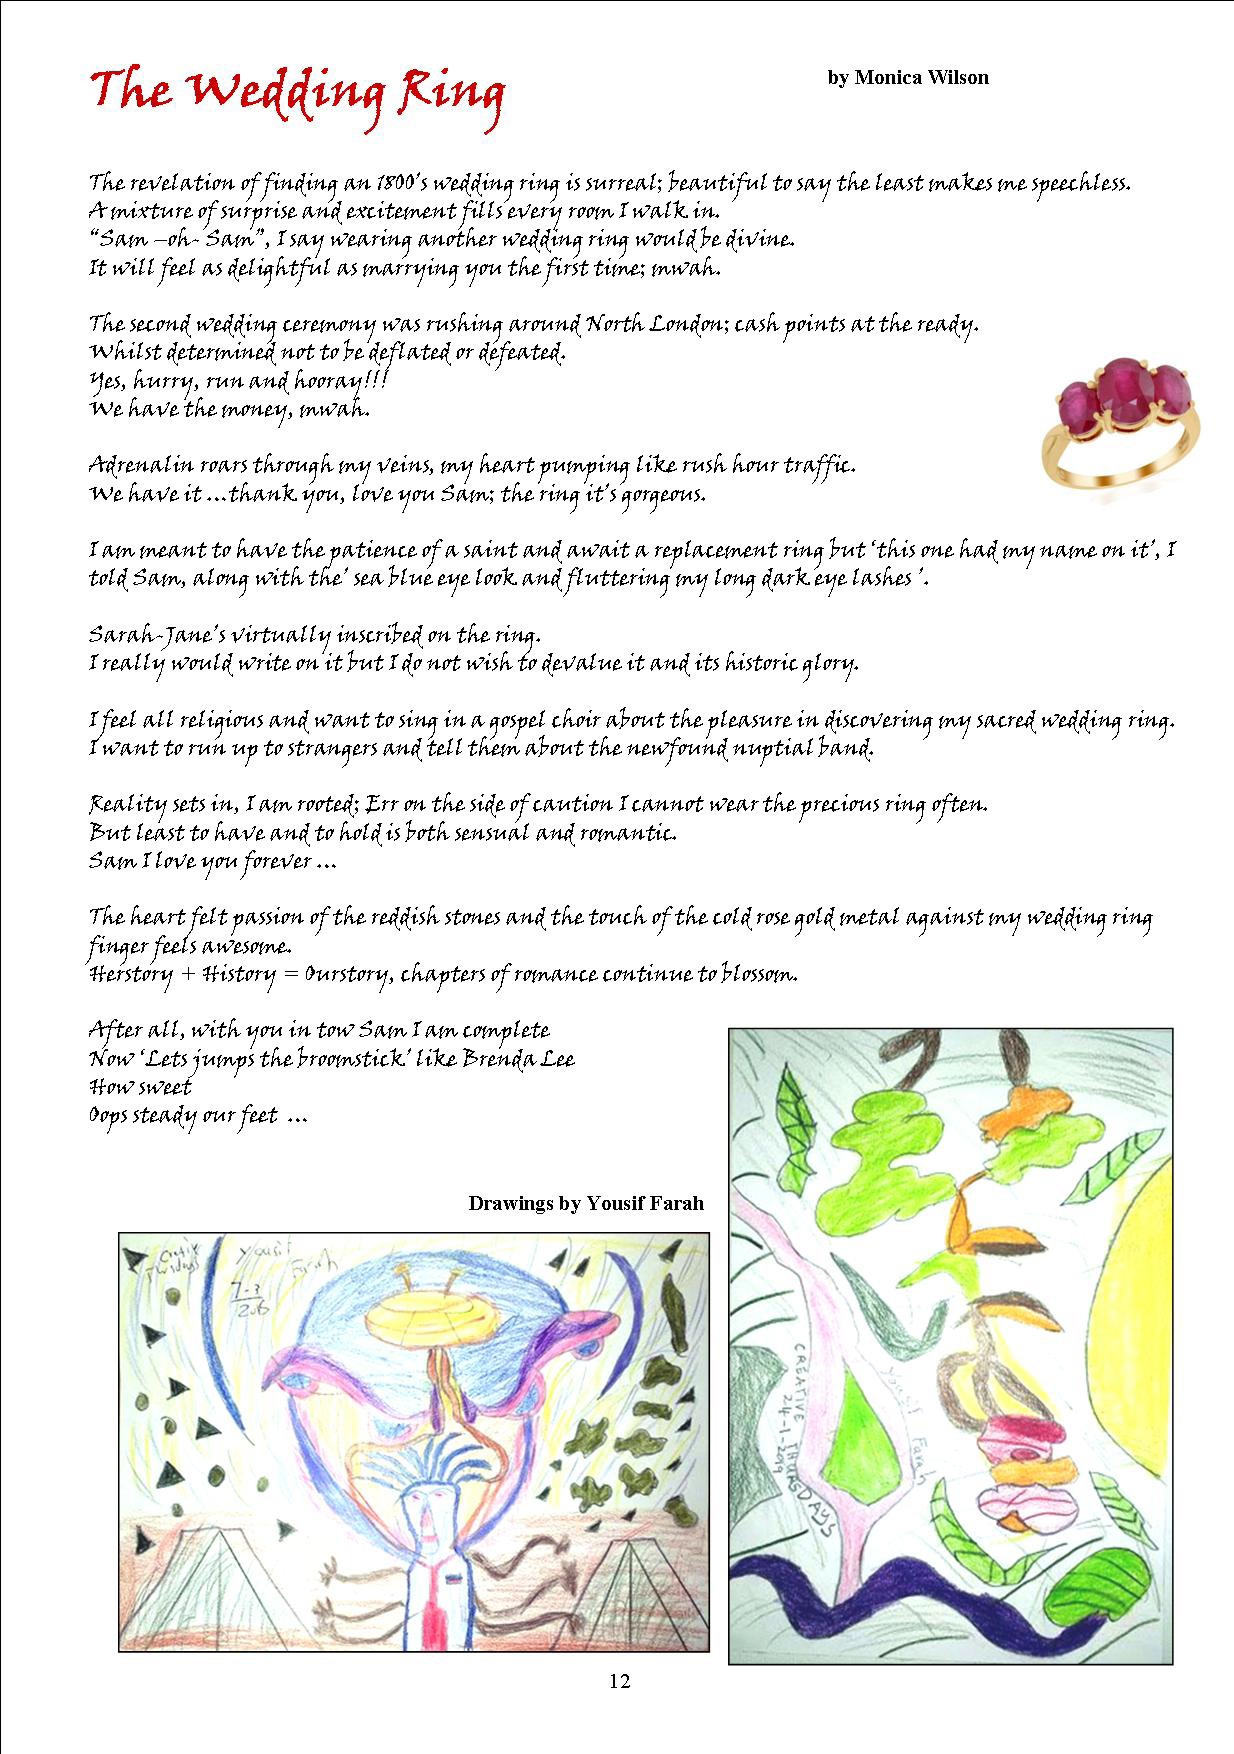 The Wedding Ring
by Monica Wilson
The revelation of finding an 1800's wedding ring is surreal; beautiful to say the least makes me speechless.
A mixture of surprise and excitement fills every room I walk in.
“Sam –oh- Sam”, I say wearing another wedding ring would be divine.
It will feel as delightful as marrying you the first time; mwah.
The second wedding ceremony was rushing around North London; cash points at the ready.
Whilst determined not to be deflated or defeated.
Yes, hurry, run and hooray!!!
We have the money, mwah.
Adrenalin roars through my veins, my heart pumping like rush hour traffic.
We have it …thank you, love you Sam; the ring it's gorgeous.
I am meant to have the patience of a saint and await a replacement ring but ‘this one had my name on it’, I
told Sam, along with the’ sea blue eye look and fluttering my long dark eye lashes ’.
Sarah-Jane's virtually inscribed on the ring.
I really would write on it but I do not wish to devalue it and its historic glory.
I feel all religious and want to sing in a gospel choir about the pleasure in discovering my sacred wedding ring.
I want to run up to strangers and tell them about the newfound nuptial band.
Reality sets in, I am rooted; Err on the side of caution I cannot wear the precious ring often.
But least to have and to hold is both sensual and romantic.
Sam I love you forever …
The heart felt passion of the reddish stones and the touch of the cold rose gold metal against my wedding ring
finger feels awesome.
Herstory + History = Ourstory, chapters of romance continue to blossom.
After all, with you in tow Sam I am complete
Now ‘Lets jumps the broomstick’ like Brenda Lee
How sweet
Oops steady our feet …
Drawings by Yousif Farah
yousif
Farah
yousif Farah
CREATIVE THURSDAYS
24-1-2019
12